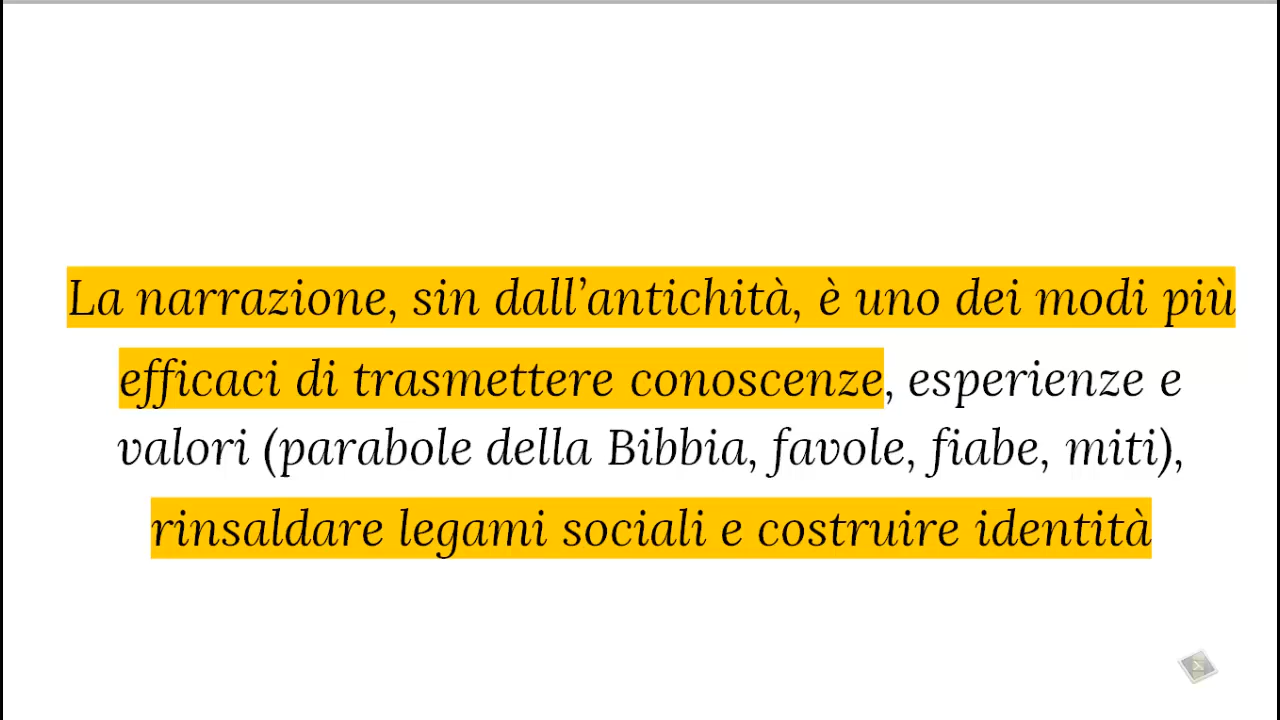 La narrazione, sin dall’antichità, è uno dei modi più
efficaci di trasmettere conoscenze, esperienze e
valori (parabole della Bibbia, favole, fiabe, miti),
rinsaldare legami sociali e costruire identità